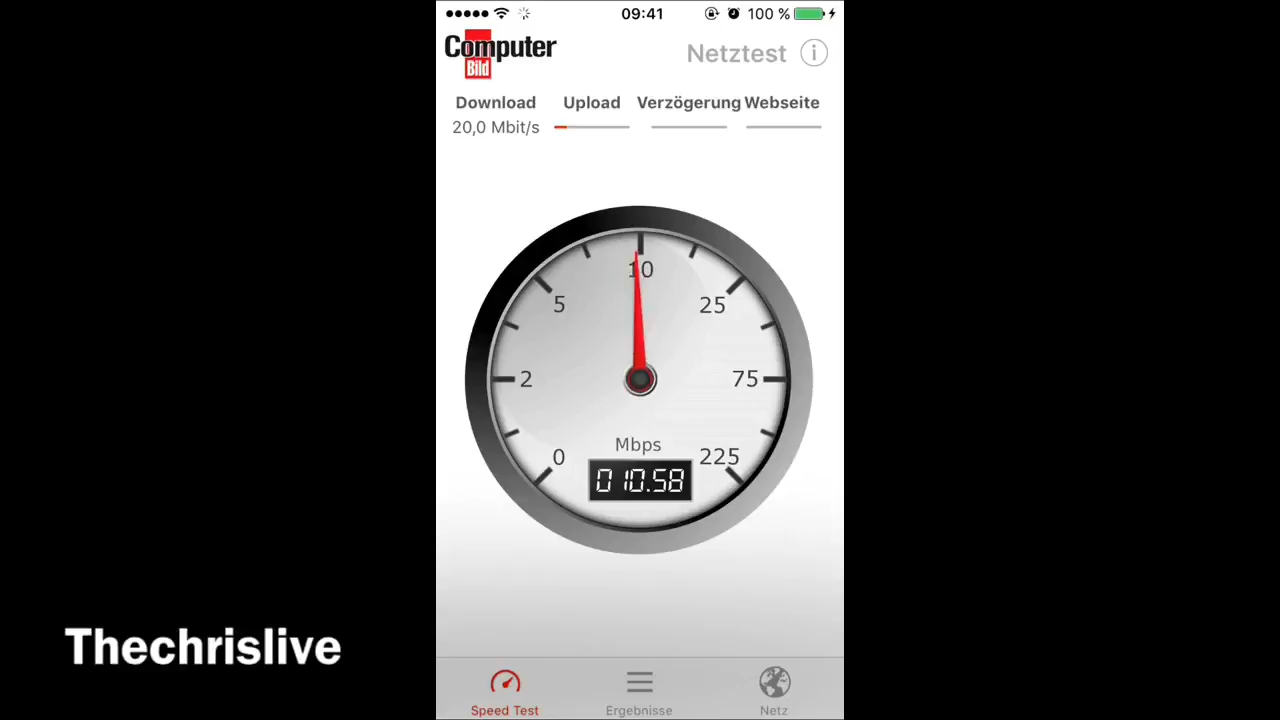 09:41
100 %
Computer
Bild
Netztest
Download Upload Verzögerung Webseite
20,0 Mbit/s
10
5
25
2
75
Mbps
0
225
010.58
Thechrislive
Speed Test
Ergebnisse
Netz